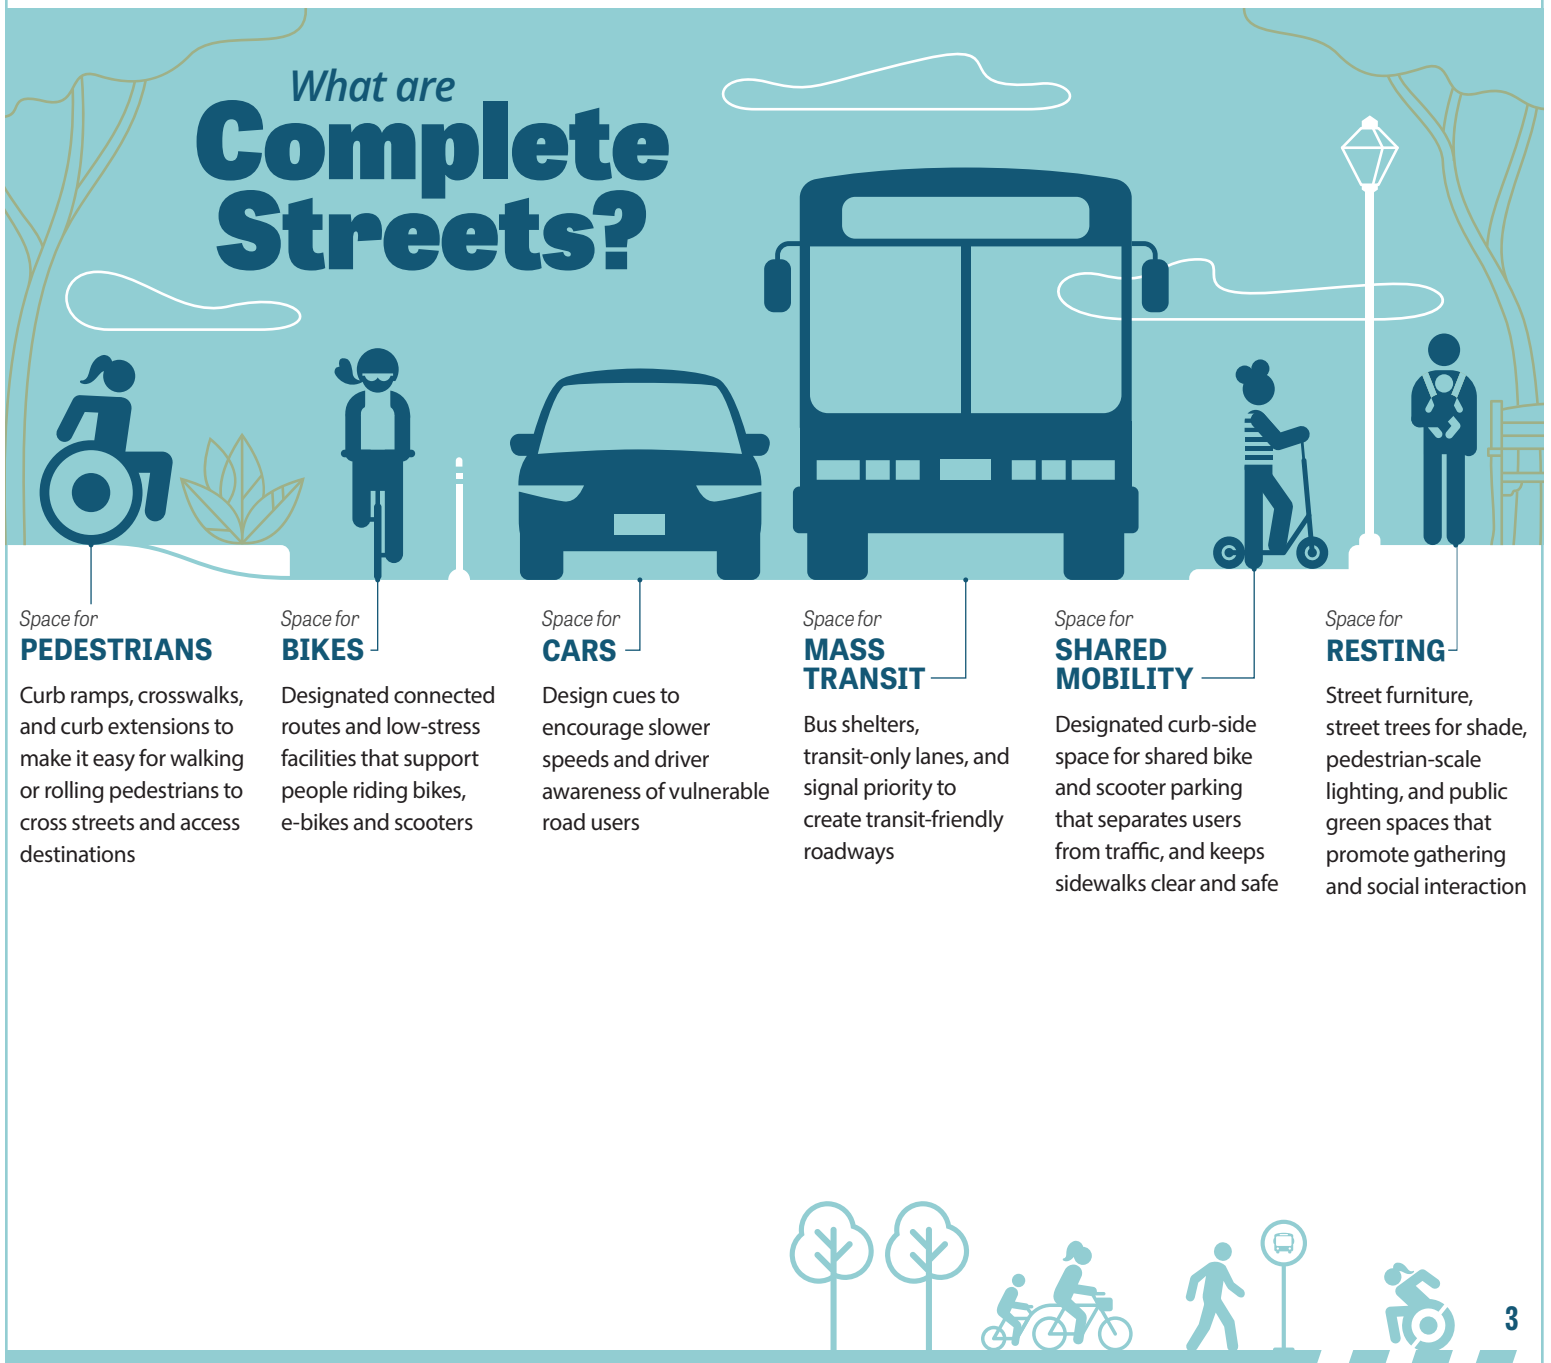 What are
Complete
Streets?
Space for
PEDESTRIANS
Curb ramps, crosswalks,
and curb extensions to
make it easy for walking
or rolling pedestrians to
cross streets and access
destinations
Space for
BIKES
Designated connected
routes and low-stress
facilities that support
people riding bikes,
e-bikes and scooters
Space for
CARS
Design cues to
encourage slower
speeds and driver
awareness of vulnerable
road users
Space for
MASS
TRANSIT
Bus shelters,
transit-only lanes, and
signal priority to
create transit-friendly
roadways
Space for
SHARED
MOBILITY
Designated curb-side
space for shared bike
and scooter parking
that separates users
from traffic, and keeps
sidewalks clear and safe
Space for
RESTING
Street furniture,
street trees for shade,
pedestrian-scale
lighting, and public
green spaces that
promote gathering
and social interaction
3